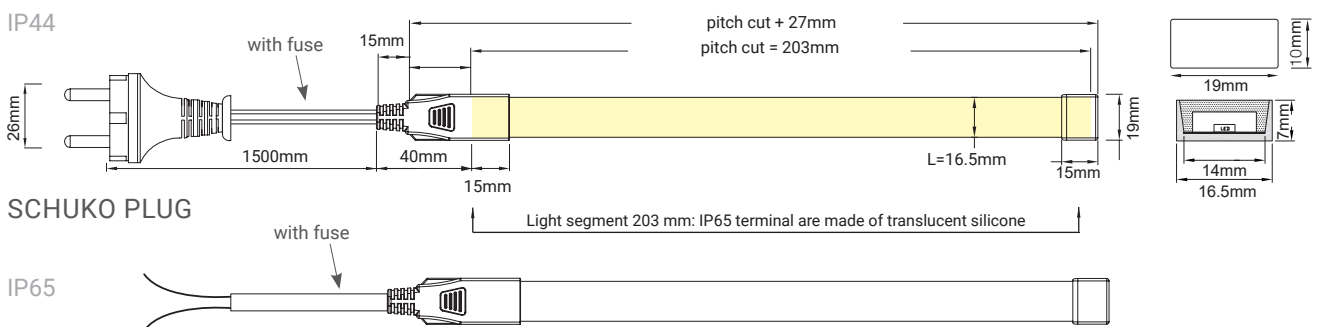 IP44
with fuse
15mm
pitch cut + 27mm
pitch cut = 203mm
26mm
1500mm
40mm
15mm
L=16.5mm
15mm
19mm
10mm
19mm
LED
7mm
14mm
16.5mm
SCHUKO PLUG
Light segment 203 mm: IP65 terminal are made of translucent silicone
with fuse
IP65